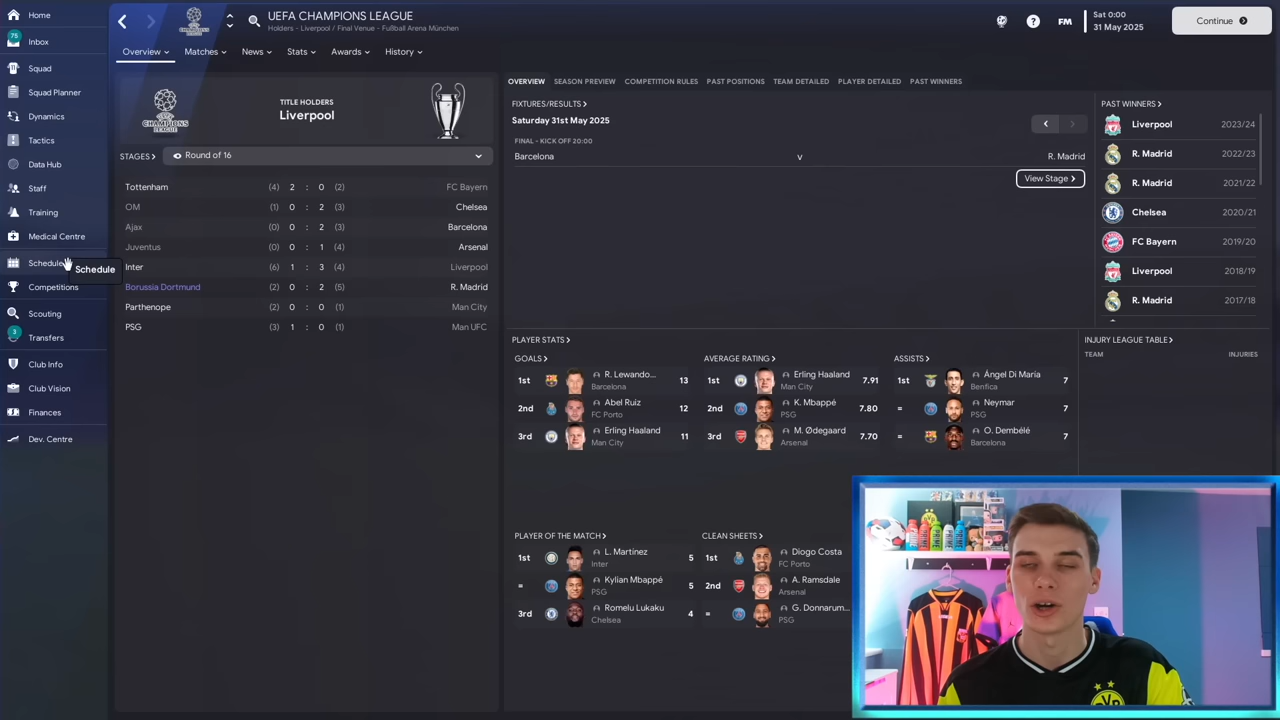 Home
75
Inbox
Squad
Squad Planner
Dynamics
Tactics
Data Hub
Staff
Training
Medical Centre
Schedule
Schedule
Competitions
Scouting
3
Transfers
Club Info
Club Vision
Finances
Dev. Centre
UEFA CHAMPIONS LEAGUE
Holders - Liverpool / Final Venue - Fußball Arena München
FM
Sat 0:00
31 May 2025
Continue
Overview
Matches
News
Stats
Awards
History
CHAMPIONS LEAGUE
TITLE HOLDERS
Liverpool
STAGES
Round of 16
Tottenham (4) 2 : 0 (2) FC Bayern
OM (1) 0 : 2 (3) Chelsea
Ajax (0) 0 : 2 (3) Barcelona
Juventus (0) 0 : 1 (4) Arsenal
Inter (6) 1 : 3 (4) Liverpool
Borussia Dortmund (2) 0 : 2 (5) R. Madrid
Parthenope (2) 0 : 0 (1) Man City
PSG (3) 1 : 0 (1) Man UFC
OVERVIEW SEASON PREVIEW COMPETITION RULES PAST POSITIONS TEAM DETAILED PLAYER DETAILED PAST WINNERS
FIXTURES/RESULTS
Saturday 31st May 2025
FINAL - KICK OFF 20:00
Barcelona v R. Madrid
View Stage
PAST WINNERS
Liverpool 2023/24
R. Madrid 2022/23
R. Madrid 2021/22
Chelsea 2020/21
FC Bayern 2019/20
Liverpool 2018/19
R. Madrid 2017/18
PLAYER STATS
GOALS
1st R. Lewando... 13
Barcelona
2nd Abel Ruiz 12
FC Porto
3rd Erling Haaland 11
Man City
AVERAGE RATING
1st Erling Haaland 7.91
Man City
2nd K. Mbappé 7.80
PSG
3rd M. Ødegaard 7.70
Arsenal
ASSISTS
1st Ángel Di María 7
Benfica
= Neymar 7
PSG
= O. Dembélé 7
Barcelona
INJURY LEAGUE TABLE
TEAM INJURIES
PLAYER OF THE MATCH
1st L. Martínez 5
Inter
= Kylian Mbappé 5
PSG
3rd Romelu Lukaku 4
Chelsea
CLEAN SHEETS
1st Diogo Costa
FC Porto
2nd A. Ramsdale
Arsenal
= G. Donnarum...
PSG
BVB